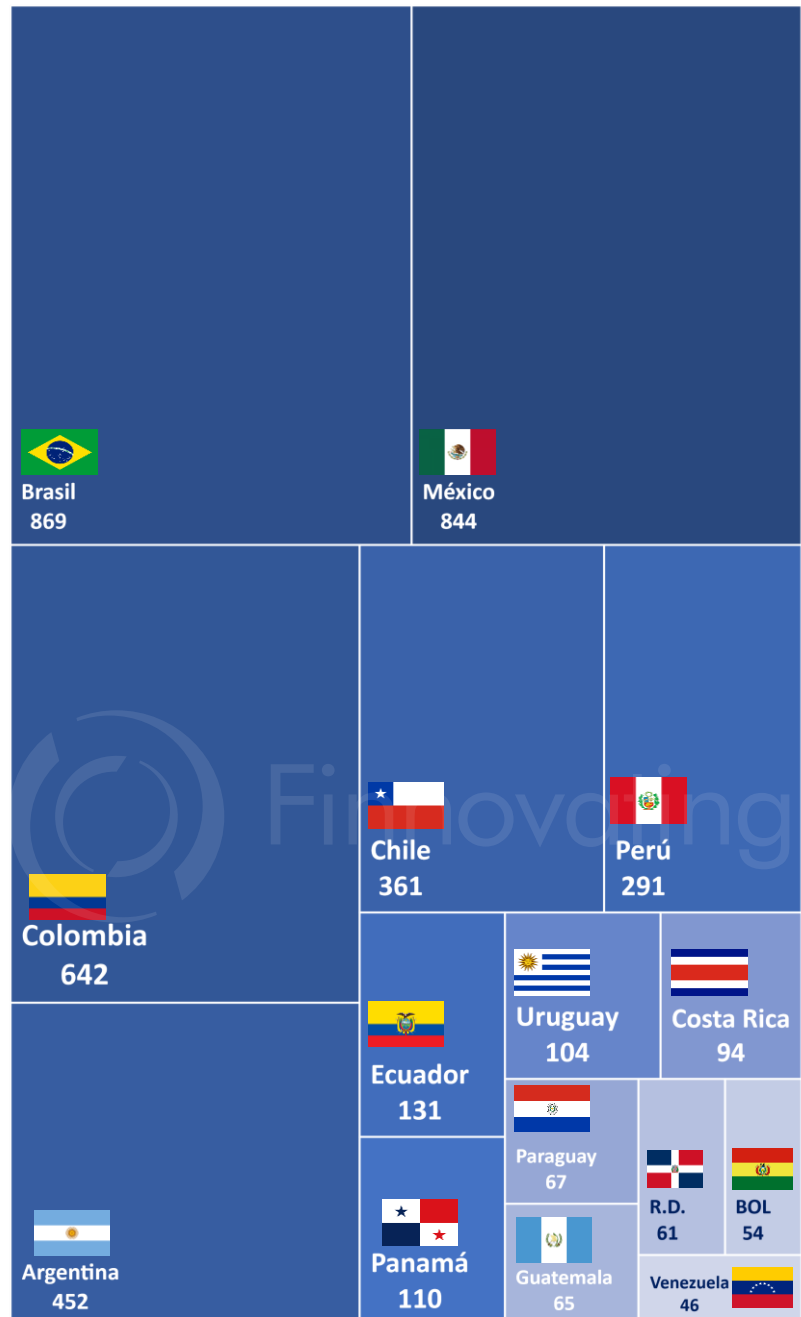 Brasil
869
México
844
Colombia
642
Chile
361
Perú
291
Finnovating
Argentina
452
Ecuador
131
Panamá
110
Uruguay
104
Costa Rica
94
Paraguay
67
Guatemala
65
R.D.
61
BOL
54
Venezuela
46